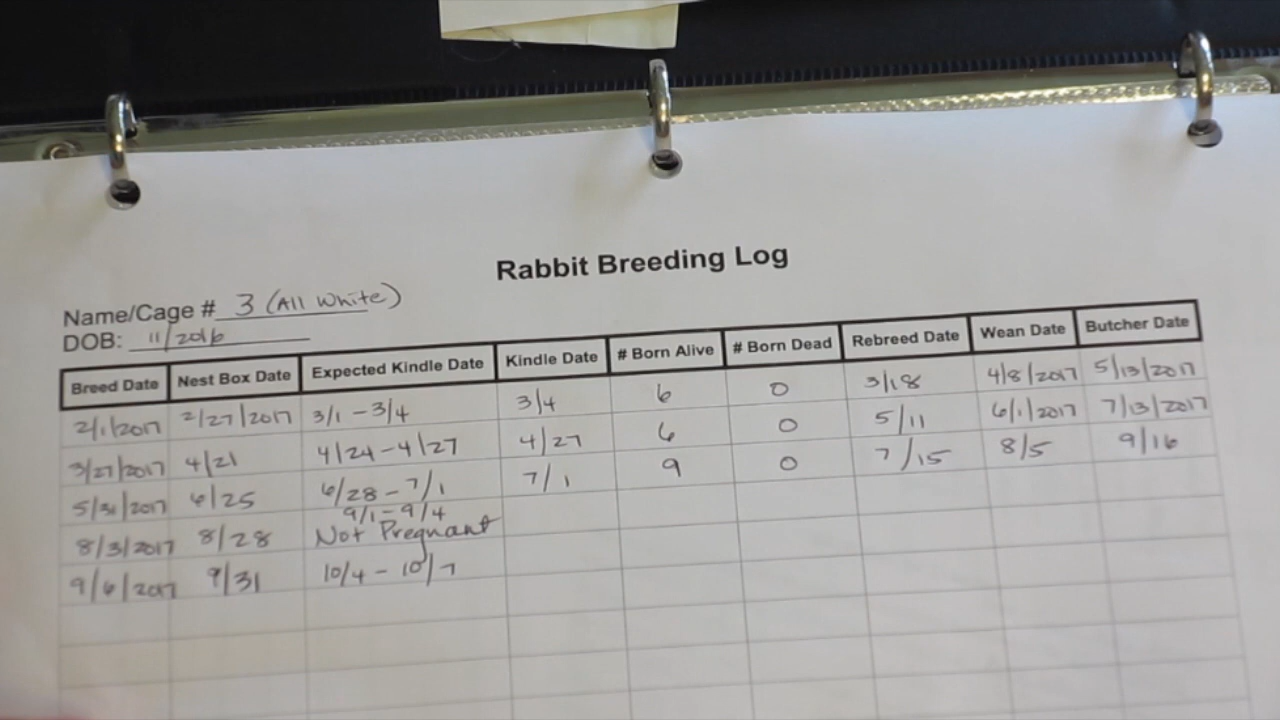 Rabbit Breeding Log
Name/Cage # 3 (All White)
DOB: 11/2016
Breed Date Nest Box Date Expected Kindle Date Kindle Date # Born Alive # Born Dead Rebreed Date Wean Date Butcher Date
2/1/2017 2/27/2017 3/1 - 3/4 3/4 6 0 3/18 4/8/2017 5/13/2017
3/27/2017 4/21 4/24 - 4/27 4/27 6 0 5/11 6/1/2017 7/13/2017
5/31/2017 6/25 6/28 - 7/1 7/1 9 0 7/15 8/5 9/16
9/1 - 9/4
8/3/2017 8/28 Not Pregnant
9/6/2017 9/31 10/4 - 10/7